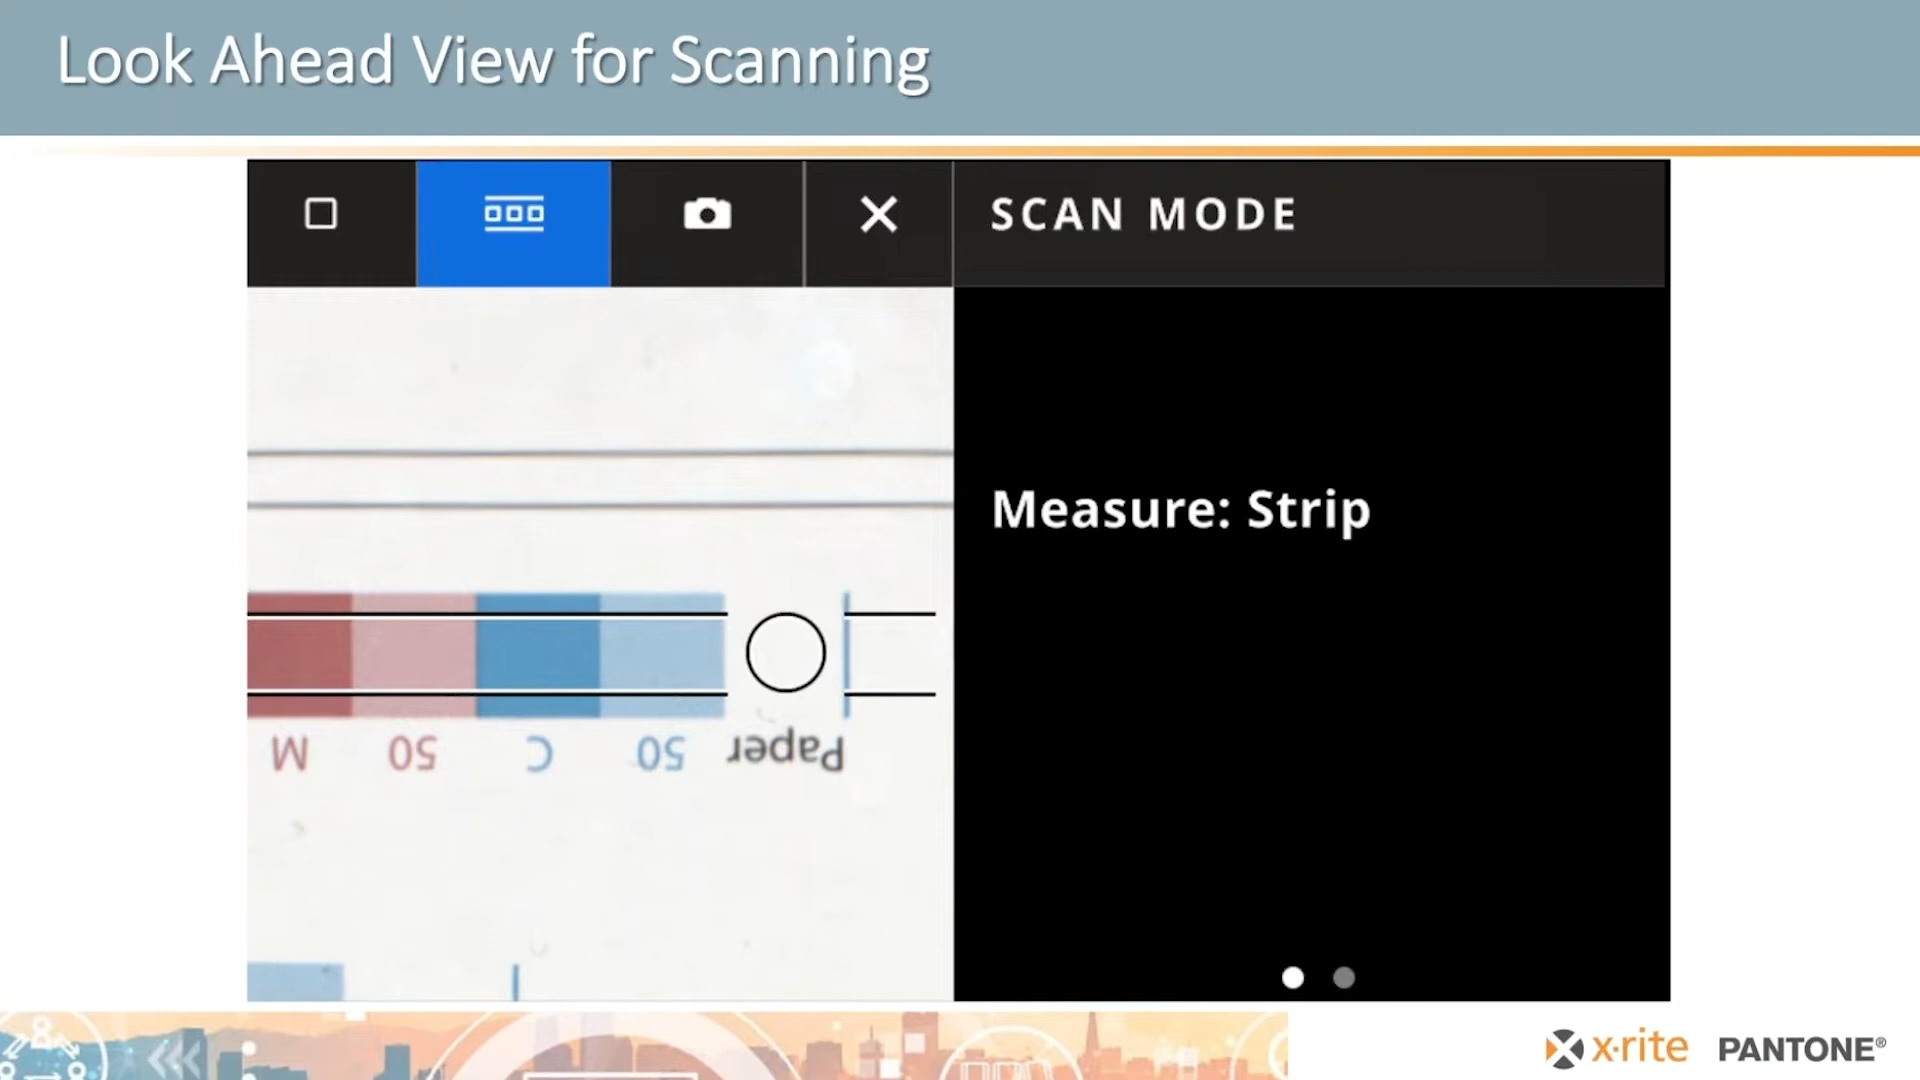 Look Ahead View for Scanning
SCAN MODE
Measure: Strip
M 50 C 50 Paper
x·rite PANTONE®